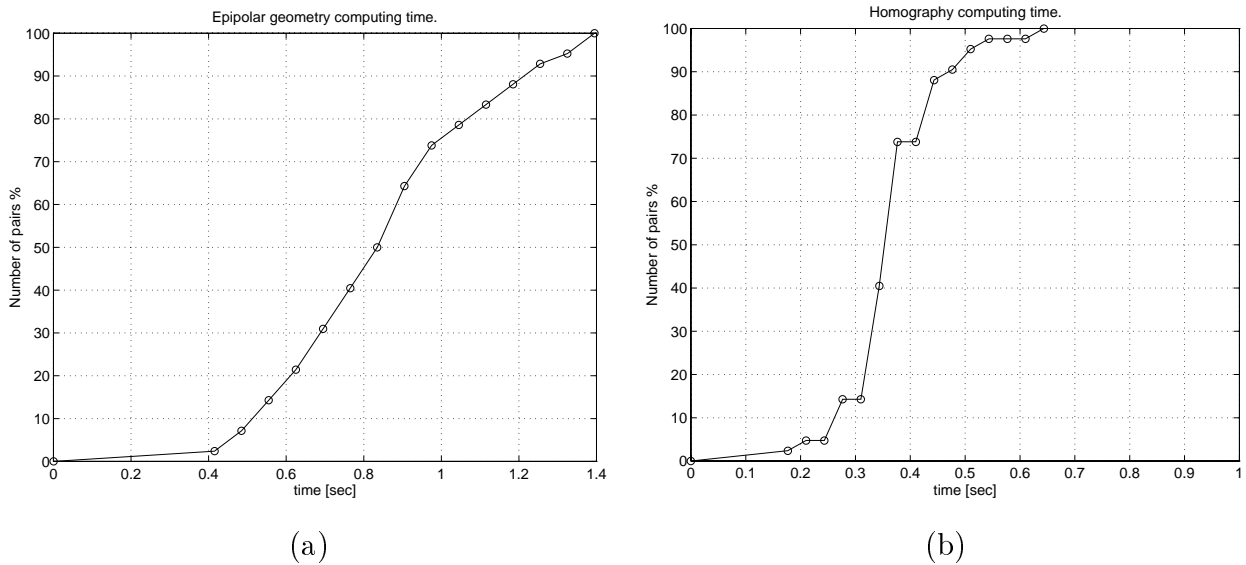 Epipolar geometry computing time.
100
90
80
70
60
50
40
30
20
10
0
Number of pairs %
0 0.2 0.4 0.6 0.8 1 1.2 1.4
time [sec]
(a)
Homography computing time.
100
90
80
70
60
50
40
30
20
10
0
Number of pairs %
0 0.1 0.2 0.3 0.4 0.5 0.6 0.7 0.8 0.9 1
time [sec]
(b)